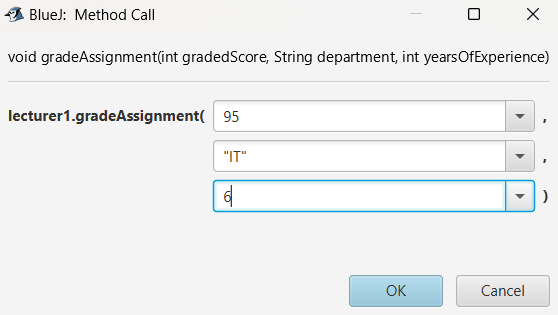 BlueJ: Method Call
void gradeAssignment(int gradedScore, String department, int yearsOfExperience)
lecturer1.gradeAssignment( 95 ,
"IT" ,
6 )
OK Cancel